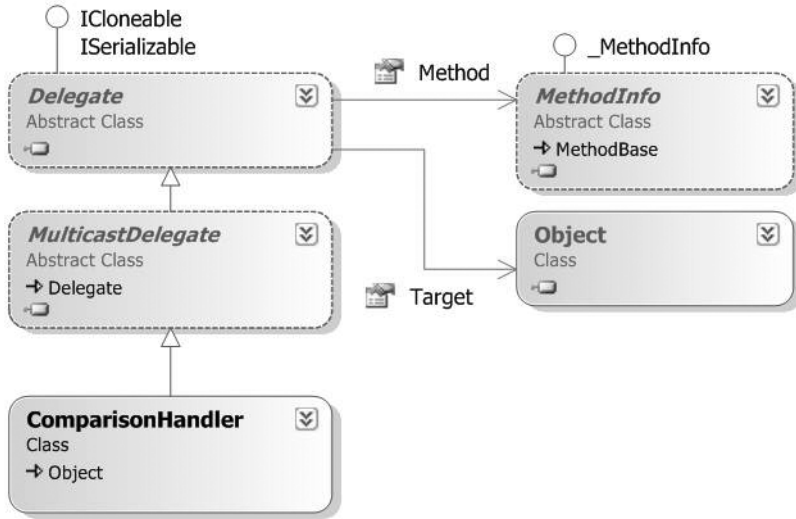 ICloneable
ISerializable
Delegate
Abstract Class
Method
_MethodInfo
MethodInfo
Abstract Class
MethodBase
MulticastDelegate
Abstract Class
Delegate
Target
Object
Class
ComparisonHandler
Class
Object